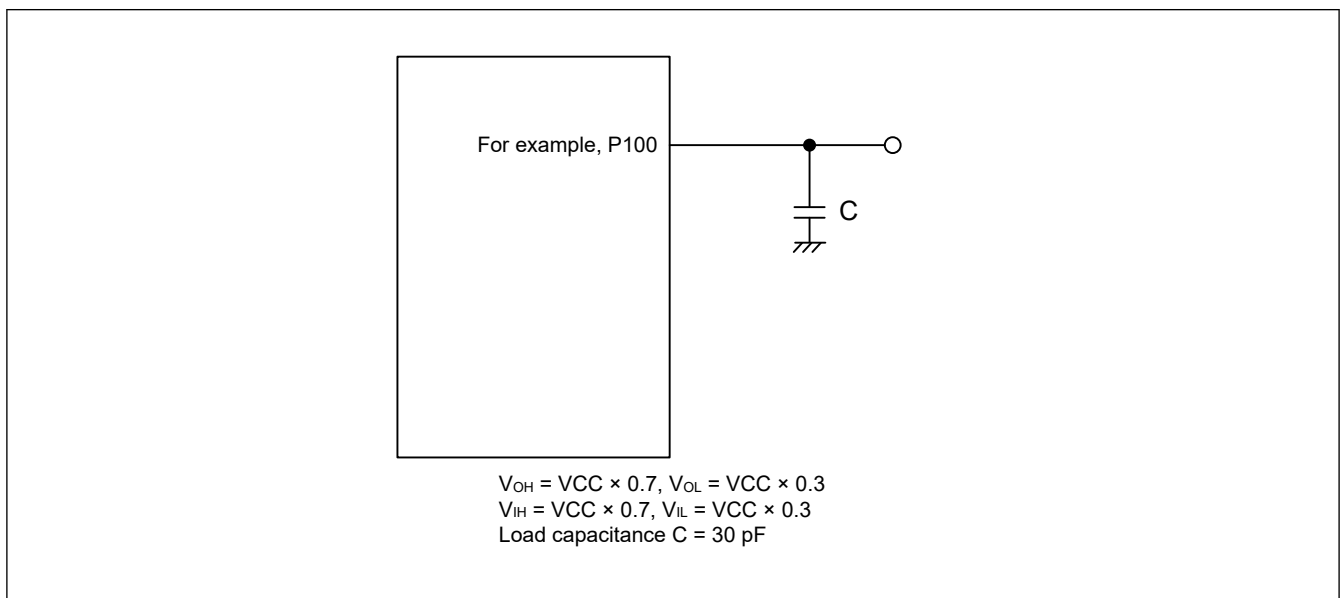 For example, P100
C
VOH = VCC × 0.7, VOL = VCC × 0.3
VIH = VCC × 0.7, VIL = VCC × 0.3
Load capacitance C = 30 pF